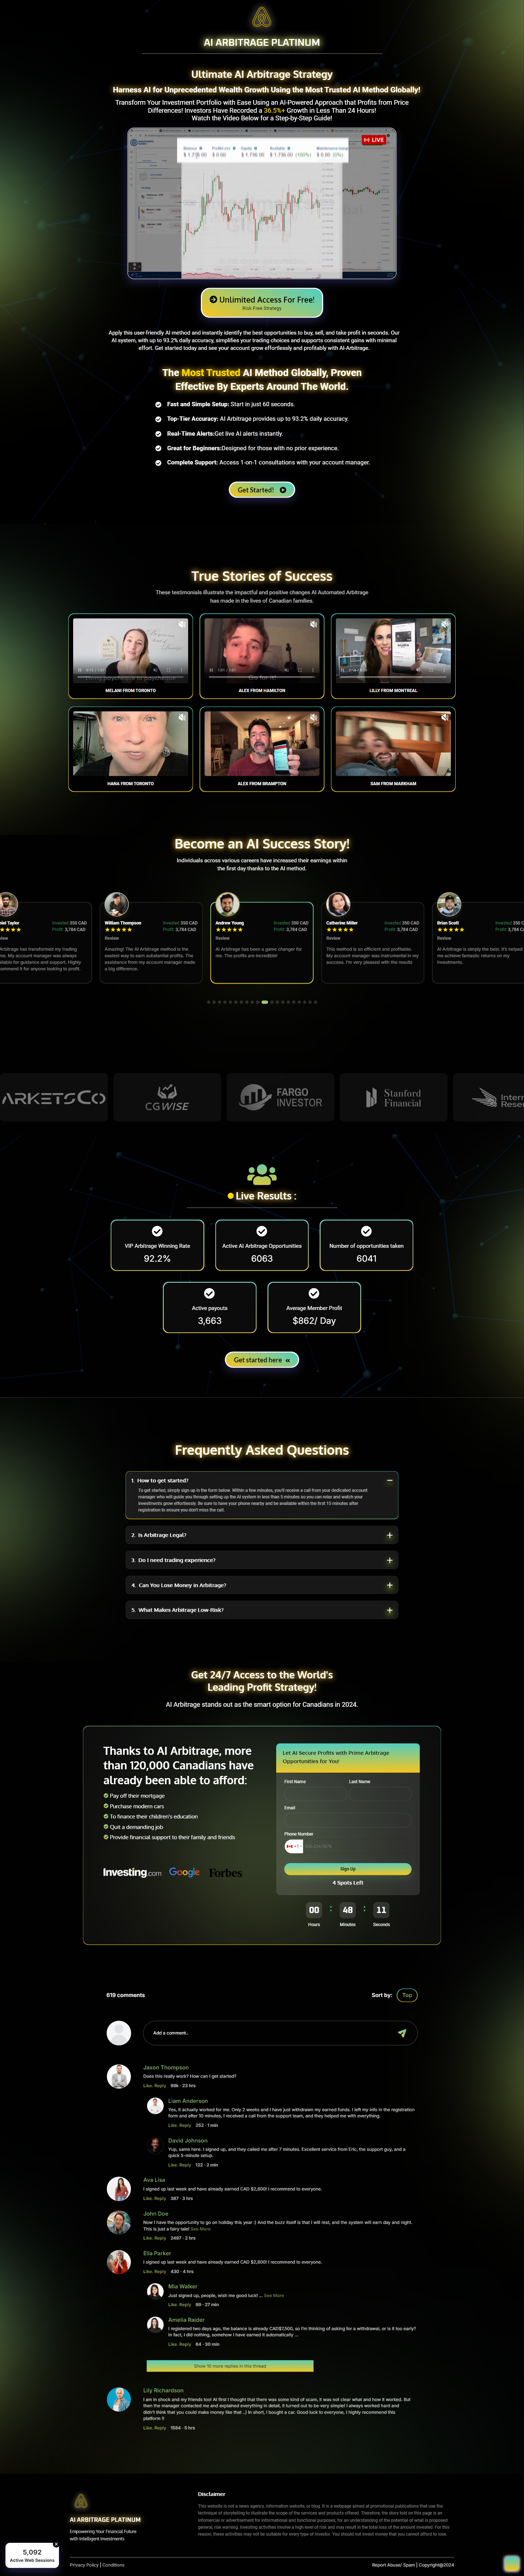 AI ARBITRAGE PLATINUM
Ultimate AI Arbitrage Strategy
Harness AI for Unprecedented Wealth Growth Using the Most Trusted AI Method Globally!
Transform Your Investment Portfolio with Ease Using an AI-Powered Approach that Profits from Price
Differences! Investors Have Recorded a 36.5%+ Growth in Less Than 24 Hours!
Watch the Video Below for a Step-by-Step Guide!
LIVE
Unlimited Access For Free!
Risk Free Strategy
Apply this user-friendly AI method and instantly identify the best opportunities to buy, sell, and take profit in seconds. Our
AI system, with up to 93.2% daily accuracy, simplifies your trading choices and supports consistent gains with minimal
effort. Get started today and see your account grow effortlessly and profitably with AI-Arbitrage.
The Most Trusted AI Method Globally, Proven
Effective By Experts Around The World.
Fast and Simple Setup: Start in just 60 seconds.
Top-Tier Accuracy: AI Arbitrage provides up to 93.2% daily accuracy.
Real-Time Alerts:Get live AI alerts instantly.
Great for Beginners:Designed for those with no prior experience.
Complete Support: Access 1-on-1 consultations with your account manager.
Get Started!
True Stories of Success
These testimonials illustrate the impactful and positive changes AI Automated Arbitrage
has made in the lives of Canadian families.
MELANI FROM TORONTO
ALEX FROM HAMILTON
LILLY FROM MONTREAL
HANA FROM TORONTO
ALEX FROM BRAMPTON
SAM FROM MARKHAM
Become an AI Success Story!
Individuals across various careers have increased their earnings within
the first day thanks to the AI method.
William Thompson
Invested 350 CAD
Profit: 3,784 CAD
Review
Amazing! The AI Arbitrage method is the
easiest way to earn substantial profits. The
assistance from my account manager made
a big difference.
Andrew Young
Invested 350 CAD
Profit: 3,784 CAD
Review
AI Arbitrage has been a game changer for
me. The profits are incredible!
Catherine Miller
Invested 350 CAD
Profit: 3,784 CAD
Review
This method is so efficient and profitable.
My account manager was instrumental in my
success. I'm very pleased with the results
Brian Scott
Review
AI Arbitrage is simply the best. It's helped
me achieve fantastic returns on my
investments.
ARKETSCO
CGWISE
FARGO
INVESTOR
Stanford
Financial
Live Results :
VIP Arbitrage Winning Rate
92.2%
Active AI Arbitrage Opportunities
6063
Number of opportunities taken
6041
Active payouts
3,663
Average Member Profit
$862/ Day
Get started here
Frequently Asked Questions
1. How to get started?
To get started, simply sign up in the form below. Within a few minutes, you'll receive a call from your dedicated account
manager who will guide you through setting up the AI system in less than 5 minutes so you can relax and watch your
investments grow effortlessly. Be sure to have your phone nearby and be available within the first 15 minutes after
registration to ensure you don't miss the call.
2. Is Arbitrage Legal?
3. Do I need trading experience?
4. Can You Lose Money in Arbitrage?
5. What Makes Arbitrage Low-Risk?
Get 24/7 Access to the World's
Leading Profit Strategy!
AI Arbitrage stands out as the smart option for Canadians in 2024.
Thanks to AI Arbitrage, more
than 120,000 Canadians have
already been able to afford:
Pay off their mortgage
Purchase modern cars
To finance their children's education
Quit a demanding job
Provide financial support to their family and friends
Investing.com
Google
Forbes
Let AI Secure Profits with Prime Arbitrage
Opportunities for You!
First Name
Last Name
Email
Phone Number
+1
Sign Up
4 Spots Left
00 : 48 : 11
Hours Minutes Seconds
619 comments
Sort by: Top
Add a comment..
Jaxon Thompson
Does this really work? How can I get started?
Like. Reply 88k · 23 hrs
Liam Anderson
Yes, it actually worked for me. Only 2 weeks and I have just withdrawn my earned funds. I left my info in the registration
form and after 10 minutes, I received a call from the support team, and they helped me with everything.
Like. Reply 253 · 1 min
David Johnson
Yup, same here. I signed up, and they called me after 7 minutes. Excellent service from Eric, the support guy, and a
quick 5-minute setup.
Like. Reply 122 · 2 min
Ava Lisa
I signed up last week and have already earned CAD $2,800! I recommend to everyone.
Like. Reply 387 · 3 hrs
John Doe
Now I have the opportunity to go on holiday this year :) And the buzz itself is that I will rest, and the system will earn day and night.
This is just a fairy tale! See More
Like. Reply 2497 · 2 hrs
Ella Parker
I signed up last week and have already earned CAD $2,800! I recommend to everyone.
Like. Reply 430 · 4 hrs
Mia Walker
Just signed up, people, wish me good luck! ... See More
Like. Reply 99 · 27 min
Amelia Raider
I registered two days ago, the balance is already CAD$7,500, so I'm thinking of asking for a withdrawal, or is it too early?
In fact, I did nothing, somehow I have earned it automatically ...
Like. Reply 64 · 30 min
Show 10 more replies in this thread
Lily Richardson
I am in shock and my friends too! At first I thought that there was some kind of scam, it was not clear what and how it worked. But
then the manager contacted me and explained everything in detail, it turned out to be very simple! I always worked hard and
didn't think that you could make money like that ..) In short, I bought a car. Good luck to everyone, I highly recommend this
platform !!
Like. Reply 1584 · 5 hrs
AI ARBITRAGE PLATINUM
Empowering Your Financial Future
with Intelligent Investments
Disclaimer
This website is not a news agency, information website, or blog. It is a webpage aimed at promotional publications that use the
technique of storytelling to illustrate the scope of the services and products offered. Therefore, the story told on this page is an
informercial or advertisement for informational and functional purposes, for an understanding of the potential of what is proposed
Privacy Policy | Conditions
Report Abuse/ Spam | Copyright@2024
5,092
Active Web Sessions